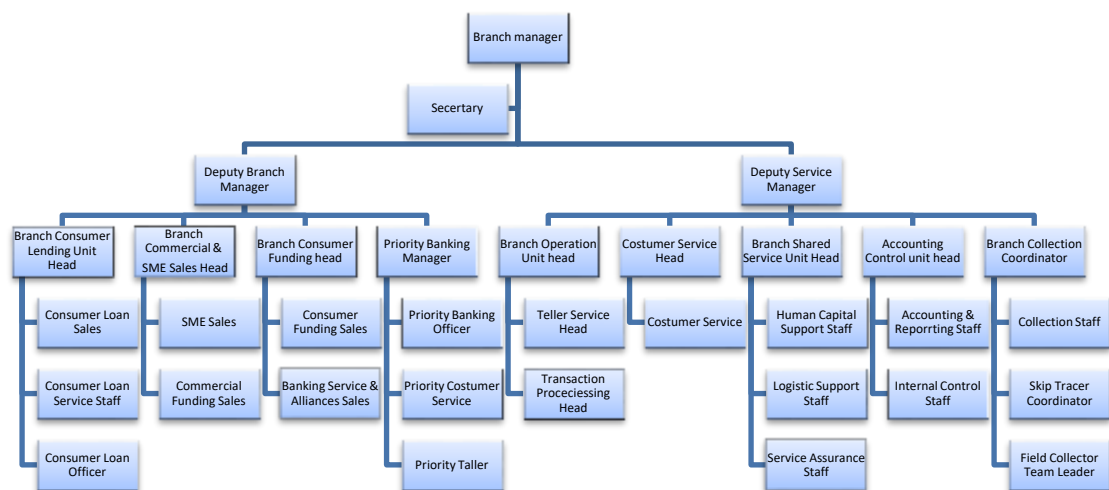 Branch manager
Secertary
Deputy Branch
Manager
Deputy Service
Manager
Branch Consumer
Lending Unit
Head
Branch
Commercial &
SME Sales Head
Branch Consumer
Funding head
Priority Banking
Manager
Branch Operation
Unit head
Costumer Service
Head
Branch Shared
Service Unit Head
Accounting
Control unit head
Branch Collection
Coordinator
Consumer Loan
Sales
SME Sales
Consumer
Funding Sales
Priority Banking
Officer
Teller Service
Head
Costumer Service
Human Capital
Support Staff
Accounting &
Reporrting Staff
Collection Staff
Consumer Loan
Service Staff
Commercial
Funding Sales
Banking Service &
Alliances Sales
Priority Costumer
Service
Transaction
Prociecessing
Head
Logistic Support
Staff
Internal Control
Staff
Skip Tracer
Coordinator
Consumer Loan
Officer
Priority Taller
Service Assurance
Staff
Field Collector
Team Leader